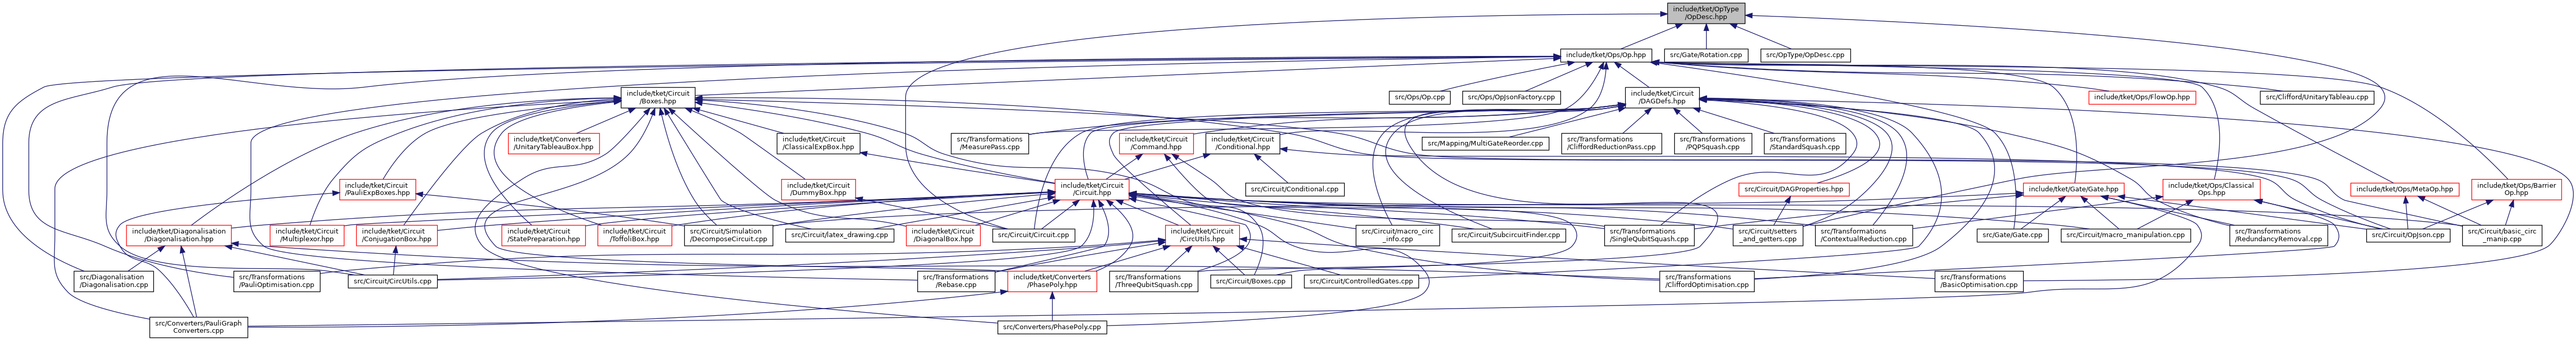 include/tket/OpType
/OpDesc.hpp
include/tket/Ops/Op.hpp
src/Gate/Rotation.cpp
src/OpType/OpDesc.cpp
include/tket/Circuit
/Boxes.hpp
src/Ops/Op.cpp
src/Ops/OpJsonFactory.cpp
include/tket/Circuit
/DAGDefs.hpp
include/tket/Ops/FlowOp.hpp
src/Clifford/UnitaryTableau.cpp
include/tket/Converters
/UnitaryTableauBox.hpp
include/tket/Circuit
/ClassicalExpBox.hpp
src/Transformations
/MeasurePass.cpp
include/tket/Circuit
/Command.hpp
include/tket/Circuit
/Conditional.hpp
src/Mapping/MultiGateReorder.cpp
src/Transformations
/CliffordReductionPass.cpp
src/Transformations
/PQPSquash.cpp
src/Transformations
/StandardSquash.cpp
include/tket/Circuit
/PauliExpBoxes.hpp
include/tket/Circuit
/DummyBox.hpp
include/tket/Circuit
/Circuit.hpp
src/Circuit/Conditional.cpp
src/Circuit/DAGProperties.hpp
include/tket/Gate/Gate.hpp
include/tket/Ops/Classical
Ops.hpp
include/tket/Ops/MetaOp.hpp
include/tket/Ops/Barrier
Op.hpp
include/tket/Diagonalisation
/Diagonalisation.hpp
include/tket/Circuit
/Multiplexor.hpp
include/tket/Circuit
/ConjugationBox.hpp
include/tket/Circuit
/StatePreparation.hpp
include/tket/Circuit
/ToffoliBox.hpp
src/Circuit/Simulation
/DecomposeCircuit.cpp
src/Circuit/latex_drawing.cpp
include/tket/Circuit
/DiagonalBox.hpp
src/Circuit/Circuit.cpp
include/tket/Circuit
/CircUtils.hpp
src/Circuit/macro_circ
_info.cpp
src/Circuit/SubcircuitFinder.cpp
src/Transformations
/SingleQubitSquash.cpp
src/Circuit/setters
_and_getters.cpp
src/Transformations
/ContextualReduction.cpp
src/Gate/Gate.cpp
src/Circuit/macro_manipulation.cpp
src/Transformations
/RedundancyRemoval.cpp
src/Circuit/OpJson.cpp
src/Circuit/basic_circ
_manip.cpp
src/Diagonalisation
/Diagonalisation.cpp
src/Transformations
/PauliOptimisation.cpp
src/Circuit/CircUtils.cpp
src/Transformations
/Rebase.cpp
include/tket/Converters
/PhasePoly.hpp
src/Transformations
/ThreeQubitSquash.cpp
src/Circuit/Boxes.cpp
src/Circuit/ControlledGates.cpp
src/Transformations
/CliffordOptimisation.cpp
src/Transformations
/BasicOptimisation.cpp
src/Converters/PauliGraph
Converters.cpp
src/Converters/PhasePoly.cpp